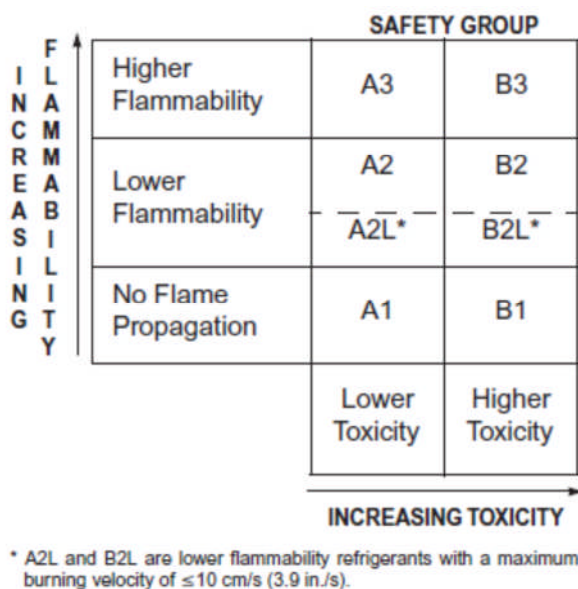 SAFETY GROUP
INCREASING
FLAMMABILITY
Higher
Flammability
A3
B3
Lower
Flammability
A2
B2
A2L*
B2L*
No Flame
Propagation
A1
B1
Lower
Toxicity
Higher
Toxicity
INCREASING TOXICITY
* A2L and B2L are lower flammability refrigerants with a maximum
burning velocity of ≤10 cm/s (3.9 in./s).